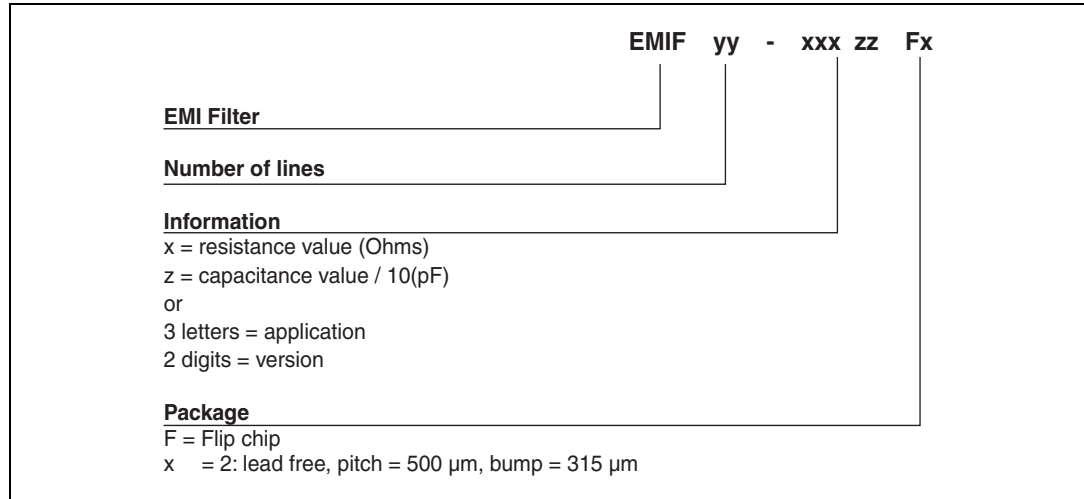 EMIF yy - xxx zz Fx
EMI Filter
Number of lines
Information
x = resistance value (Ohms)
z = capacitance value / 10(pF)
or
3 letters = application
2 digits = version
Package
F = Flip chip
x = 2: lead free, pitch = 500 µm, bump = 315 µm